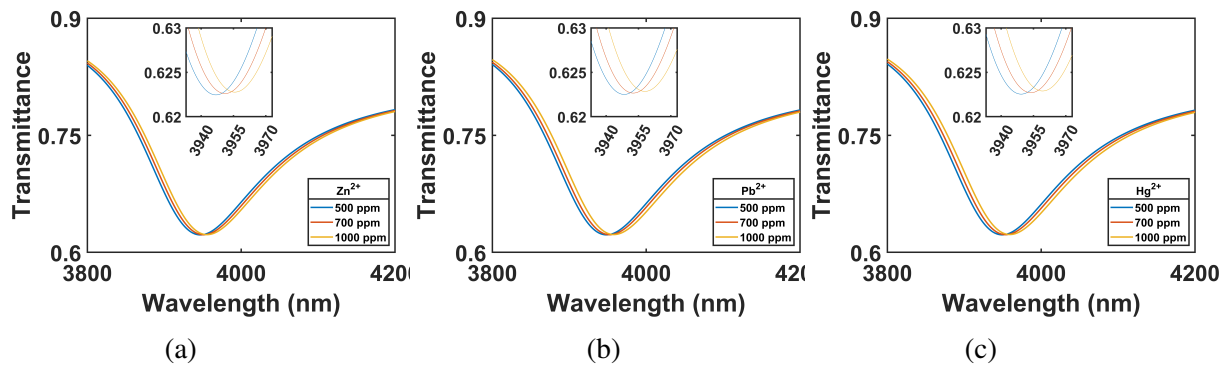 0.9
0.75
0.6
Transmittance
3800
4000
420
Wavelength (nm)
0.63
0.625
0.62
3940
3955
3970
Zn2+
500 ppm
700 ppm
1000 ppm
(a)
0.9
0.75
0.6
Transmittance
3800
4000
420
Wavelength (nm)
0.63
0.625
0.62
3940
3955
3970
Pb2+
500 ppm
700 ppm
1000 ppm
(b)
0.9
0.75
0.6
Transmittance
3800
4000
4200
Wavelength (nm)
0.63
0.625
0.62
3940
3955
3970
Hg2+
500 ppm
700 ppm
1000 ppm
(c)